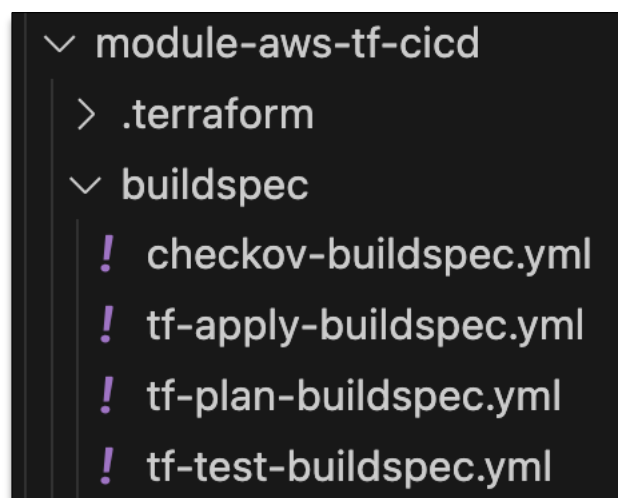 module-aws-tf-cicd
.terraform
buildspec
! checkov-buildspec.yml
! tf-apply-buildspec.yml
! tf-plan-buildspec.yml
! tf-test-buildspec.yml